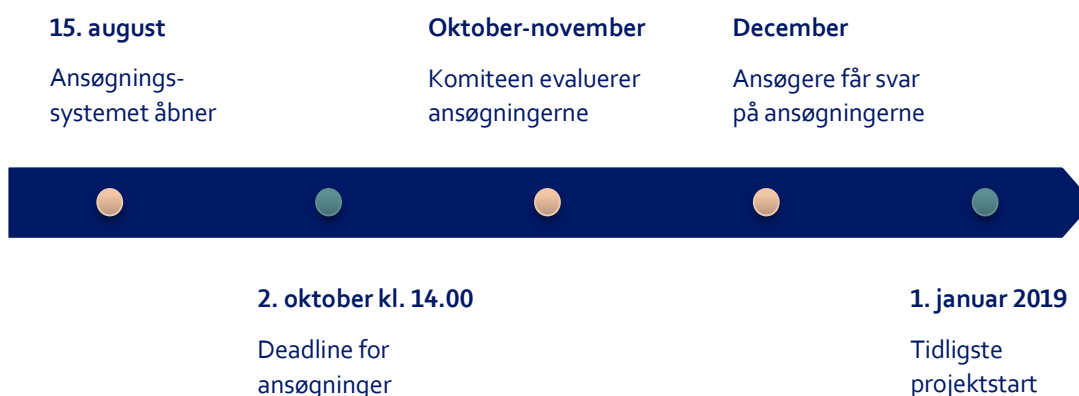 15. august
Ansøgnings-
systemet åbner
Oktober-november
Komiteen evaluerer
ansøgningerne
December
Ansøgere får svar
på ansøgningerne
2. oktober kl. 14.00
Deadline for
ansøgninger
1. januar 2019
Tidligste
projektstart